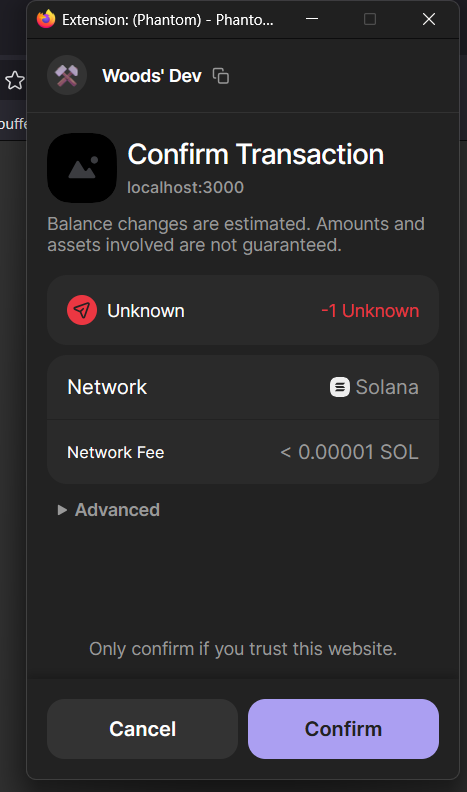 Extension: (Phantom) - Phanto...
Woods' Dev
buffe
Confirm Transaction
localhost:3000
Balance changes are estimated. Amounts and
assets involved are not guaranteed.
Unknown -1 Unknown
Network Solana
Network Fee < 0.00001 SOL
Advanced
Only confirm if you trust this website.
Cancel Confirm